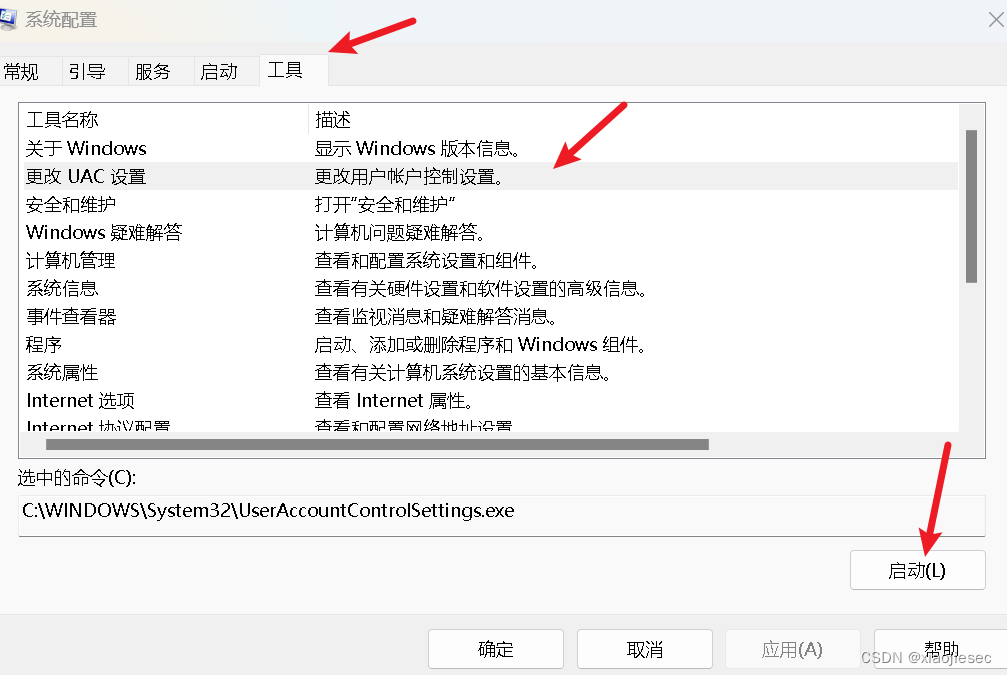 系统配置
常规 引导 服务 启动 工具
工具名称 描述
关于 Windows 显示 Windows 版本信息。
更改 UAC 设置 更改用户帐户控制设置。
安全和维护 打开“安全和维护”
Windows 疑难解答 计算机问题疑难解答。
计算机管理 查看和配置系统设置和组件。
系统信息 查看有关硬件设置和软件设置的高级信息。
事件查看器 查看监视消息和疑难解答消息。
程序 启动、添加或删除程序和 Windows 组件。
系统属性 查看有关计算机系统设置的基本信息。
Internet 选项 查看 Internet 属性。
Internet 协议配置 查看和配置网络地址设置
选中的命令(C):
C:\WINDOWS\System32\UserAccountControlSettings.exe
启动(L)
确定 取消 应用(A) 帮助
CSDN @xiaojiesec